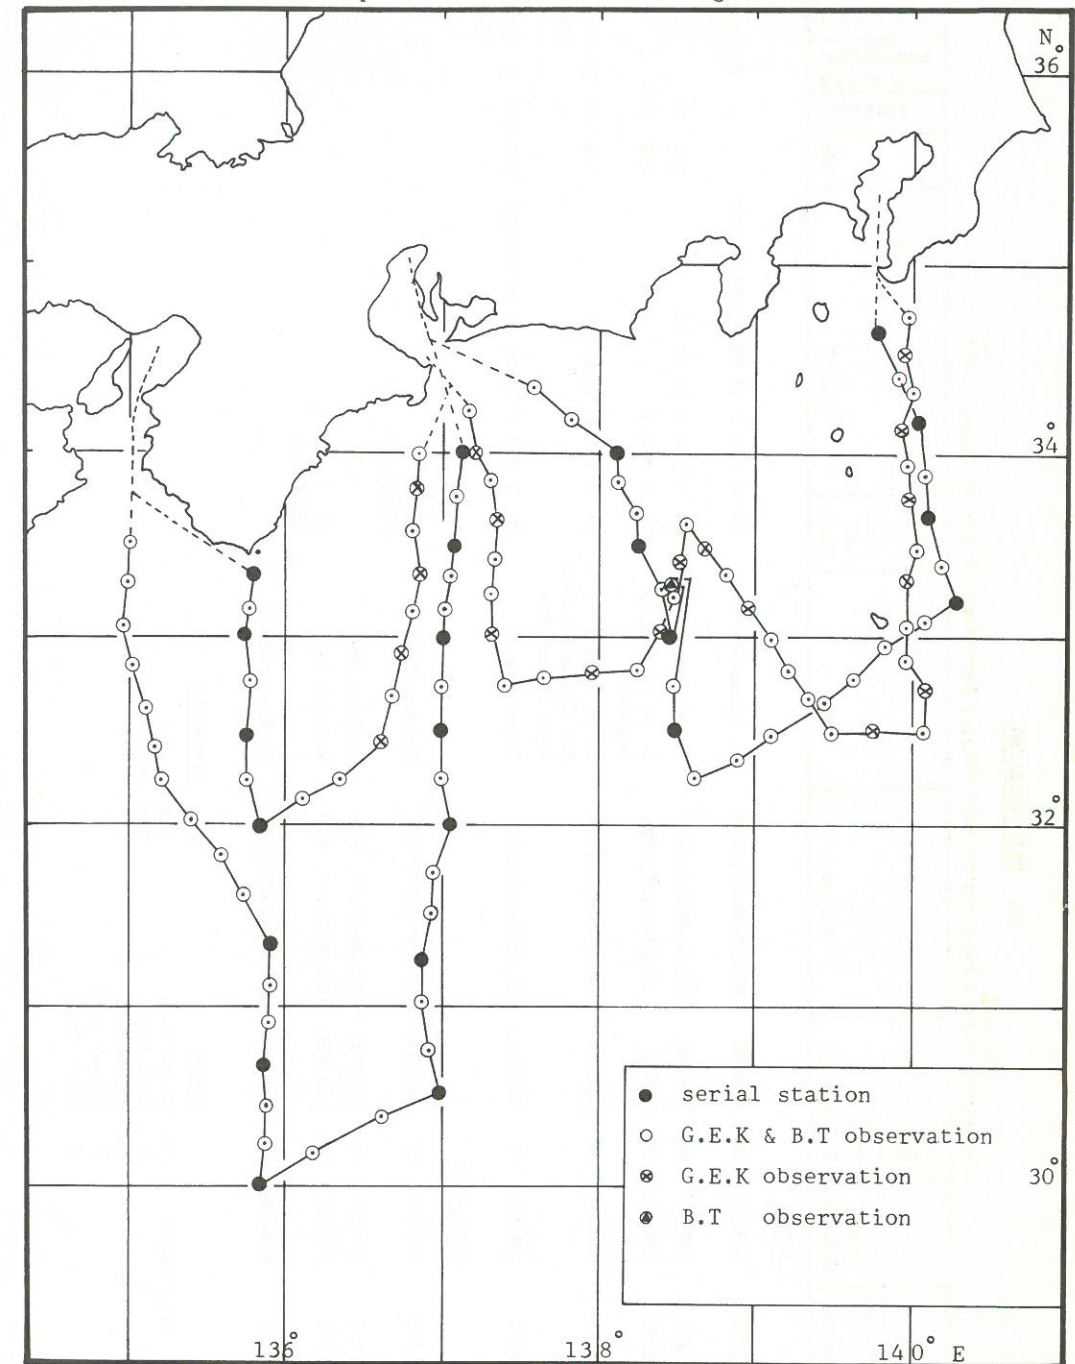 N
36°
34°
32°
● serial station
○ G.E.K & B.T observation
⊗ G.E.K observation
B.T observation
30°
136°
138°
140° E